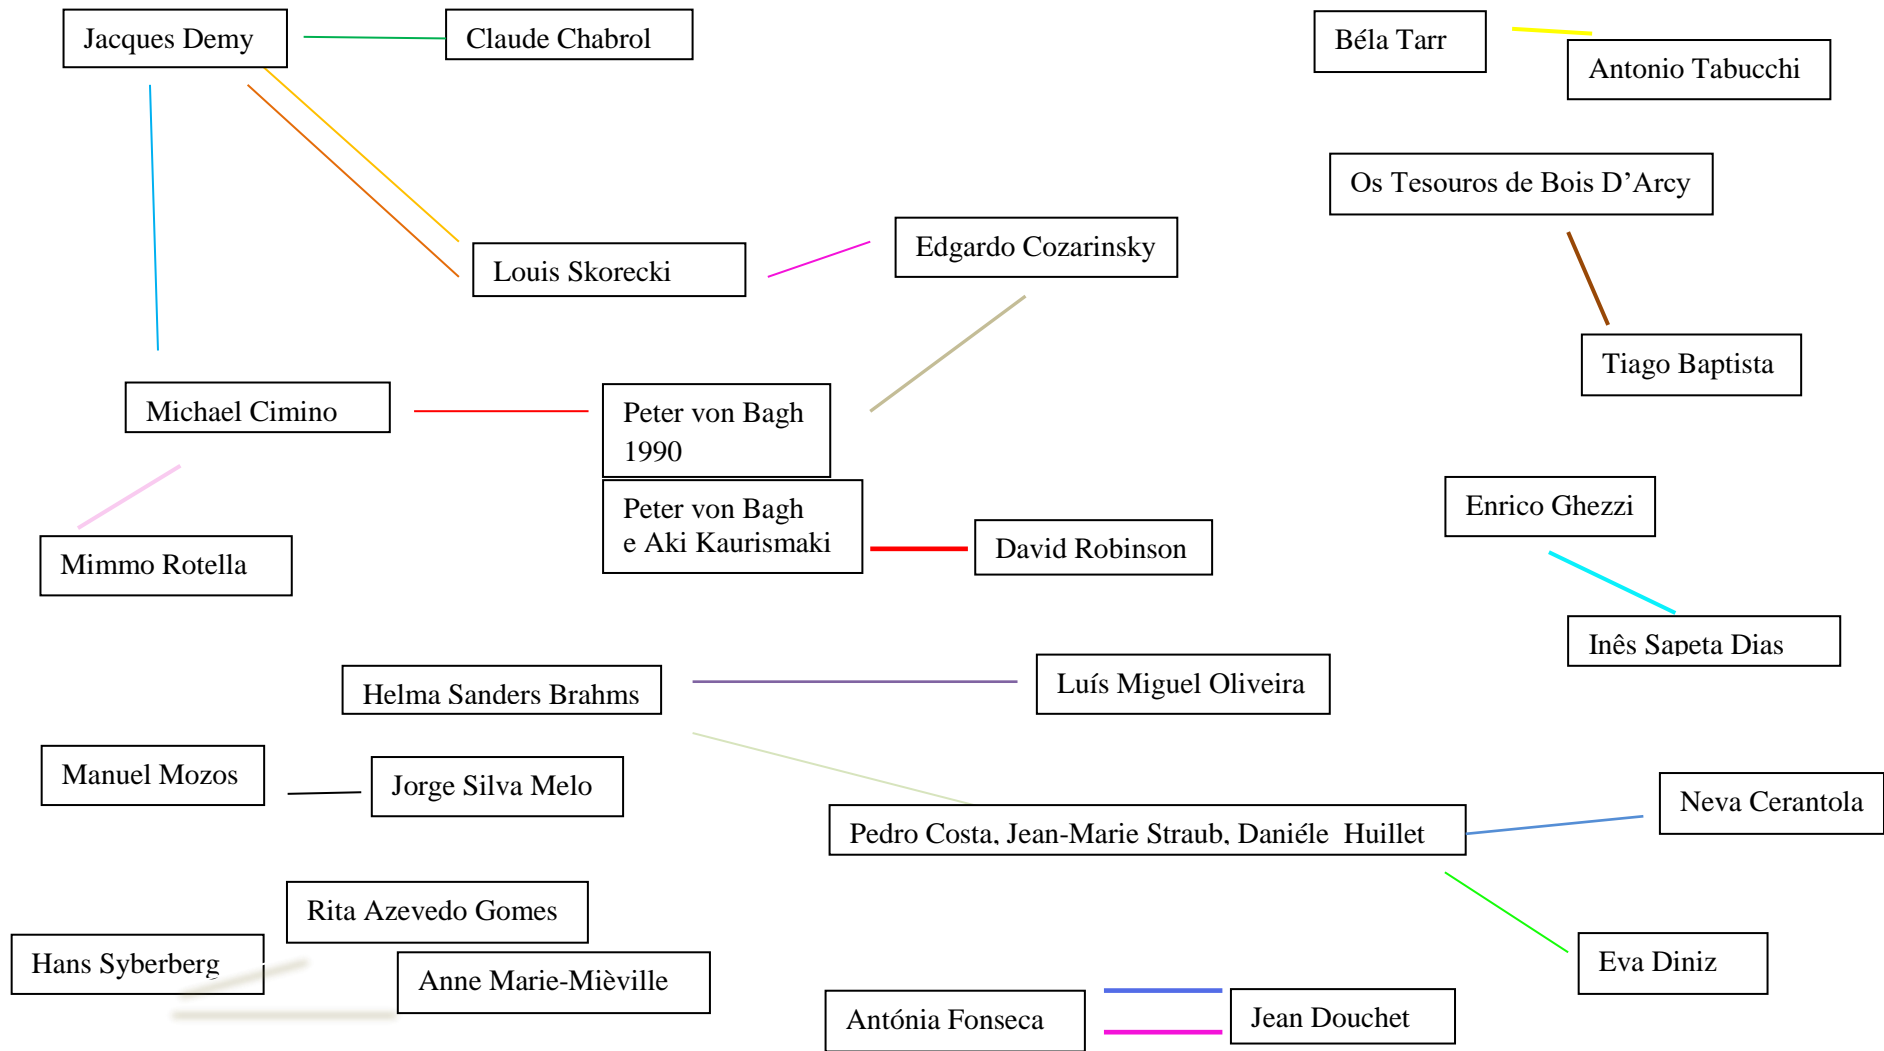 Jacques Demy
Claude Chabrol
Béla Tarr
Antonio Tabucchi
Os Tesouros de Bois D’Arcy
Edgardo Cozarinsky
Louis Skorecki
Tiago Baptista
Michael Cimino
Peter von Bagh
1990
Peter von Bagh
e Aki Kaurismaki
David Robinson
Enrico Ghezzi
Mimmo Rotella
Inês Sapeta Dias
Helma Sanders Brahms
Luís Miguel Oliveira
Manuel Mozos
Jorge Silva Melo
Neva Cerantola
Pedro Costa, Jean-Marie Straub, Daniéle Huillet
Rita Azevedo Gomes
Hans Syberberg
Anne Marie-Mièville
Eva Diniz
Antónia Fonseca
Jean Douchet